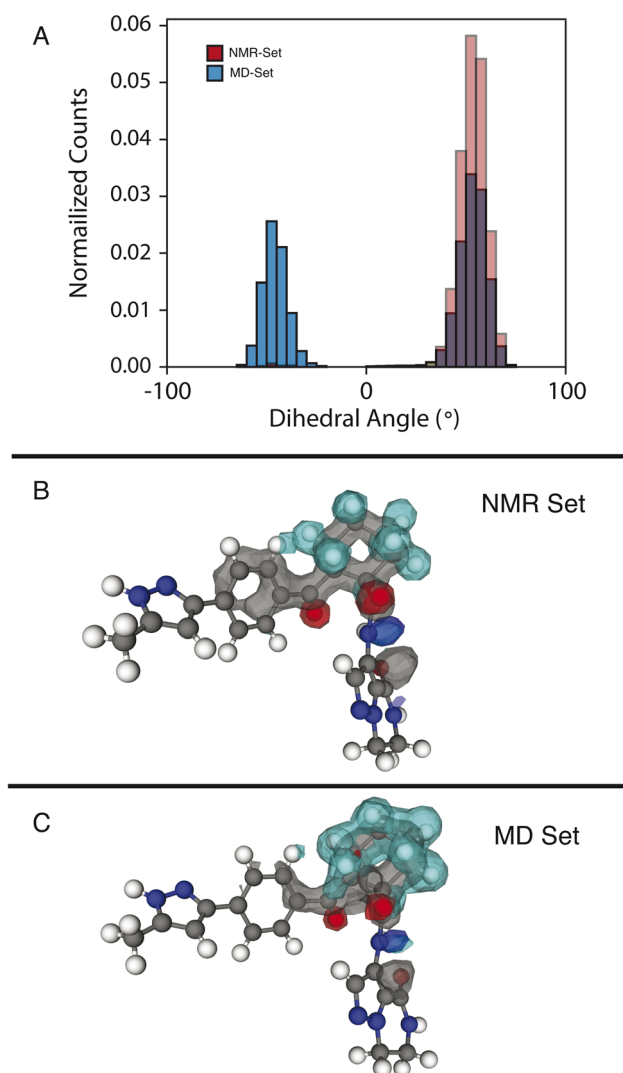 A
0.06
0.05
0.04
0.03
0.02
0.01
0.00
Normailized Counts
NMR-Set
MD-Set
-100
0
100
Dihedral Angle (°)
B
NMR Set
C
MD Set